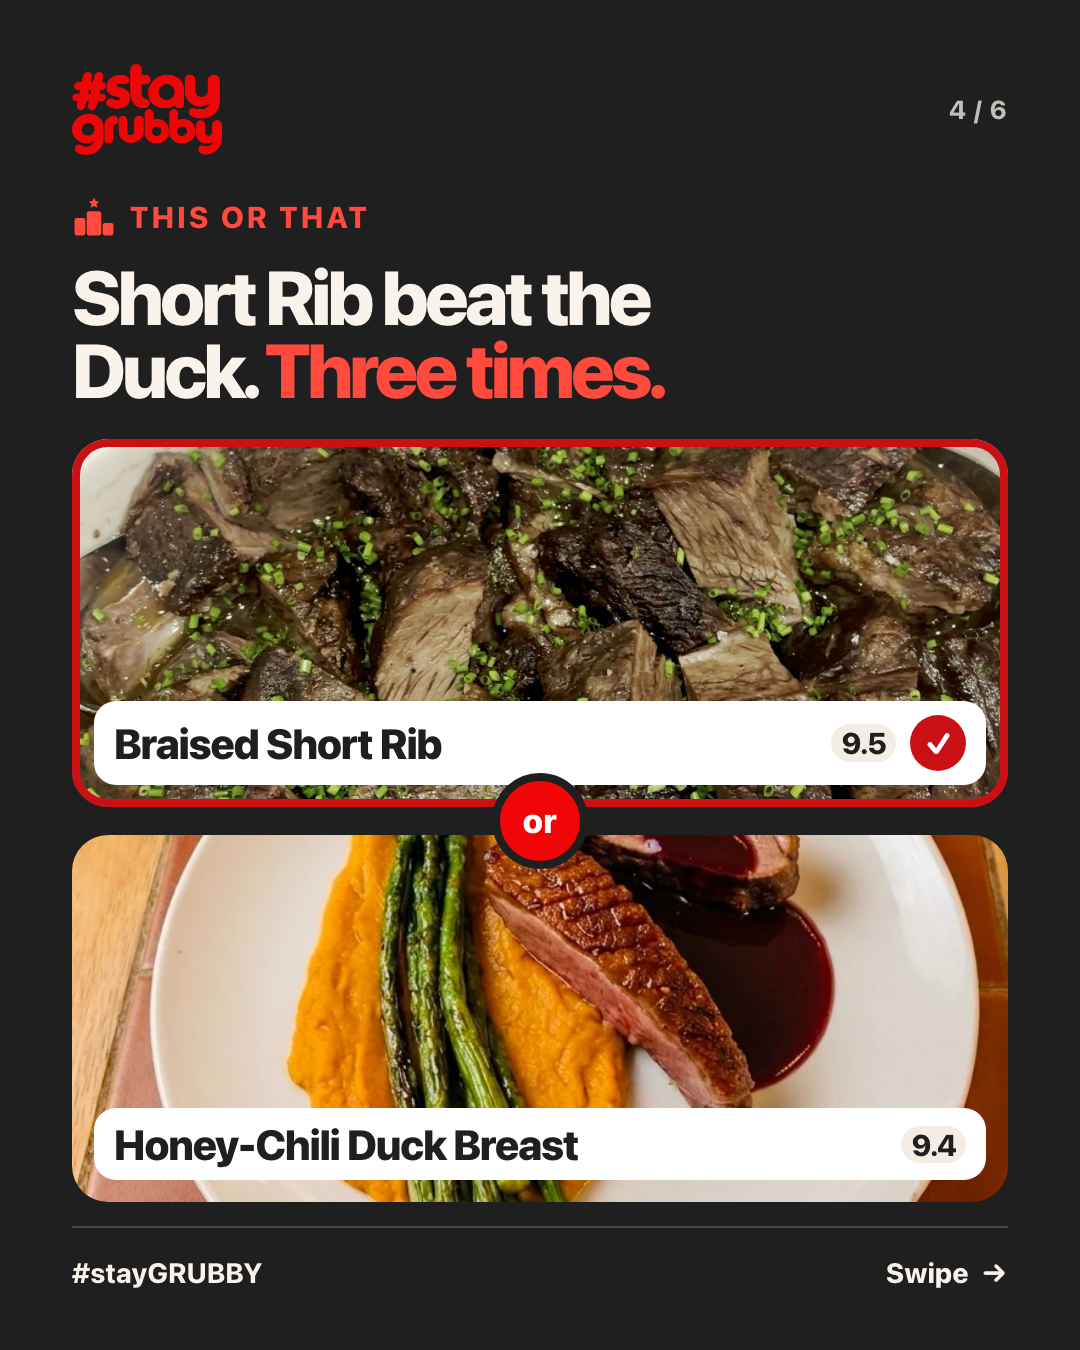 #stay
grubby
4 / 6
THIS OR THAT
Short Rib beat the
Duck. Three times.
Braised Short Rib
9.5
or
Honey-Chili Duck Breast
9.4
#stayGRUBBY
Swipe →